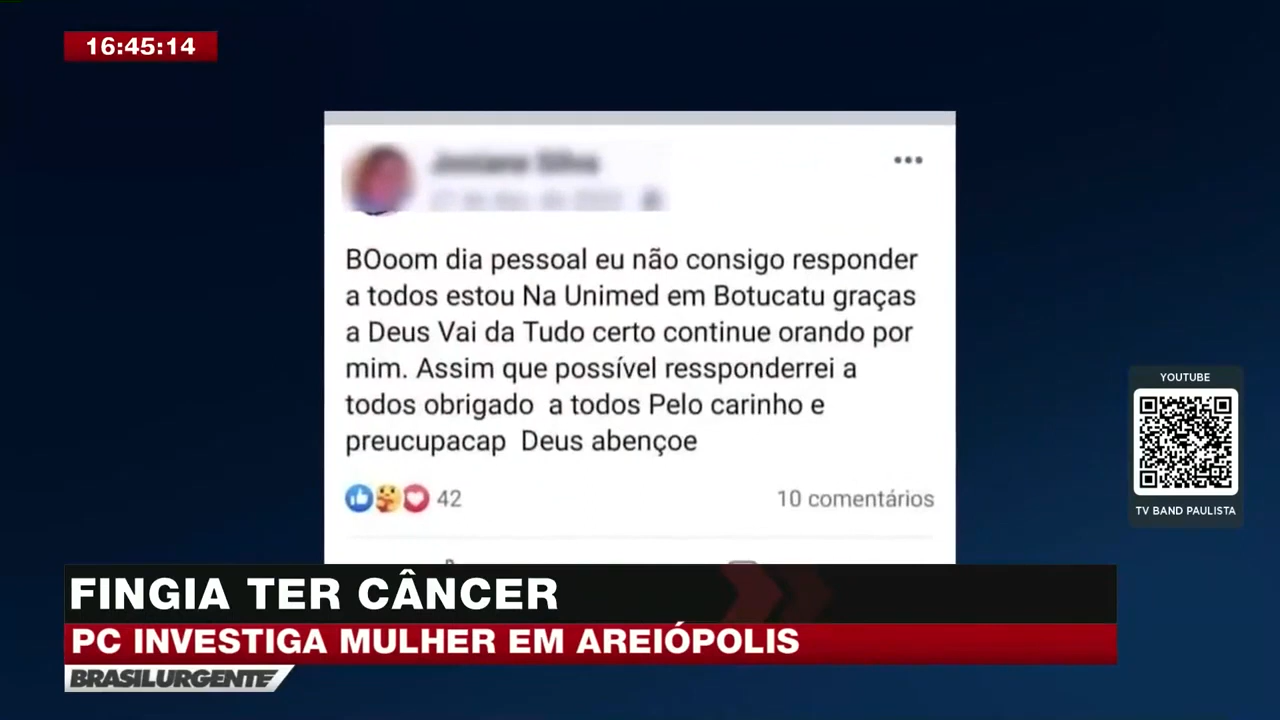 16:45:14
BOoom dia pessoal eu não consigo responder
a todos estou Na Unimed em Botucatu graças
a Deus Vai da Tudo certo continue orando por
mim. Assim que possível ressponderrei a
todos obrigado a todos Pelo carinho e
preucupacap Deus abençoe
42
10 comentários
YOUTUBE
TV BAND PAULISTA
FINGIA TER CÂNCER
PC INVESTIGA MULHER EM AREIÓPOLIS
BRASILURGENTE